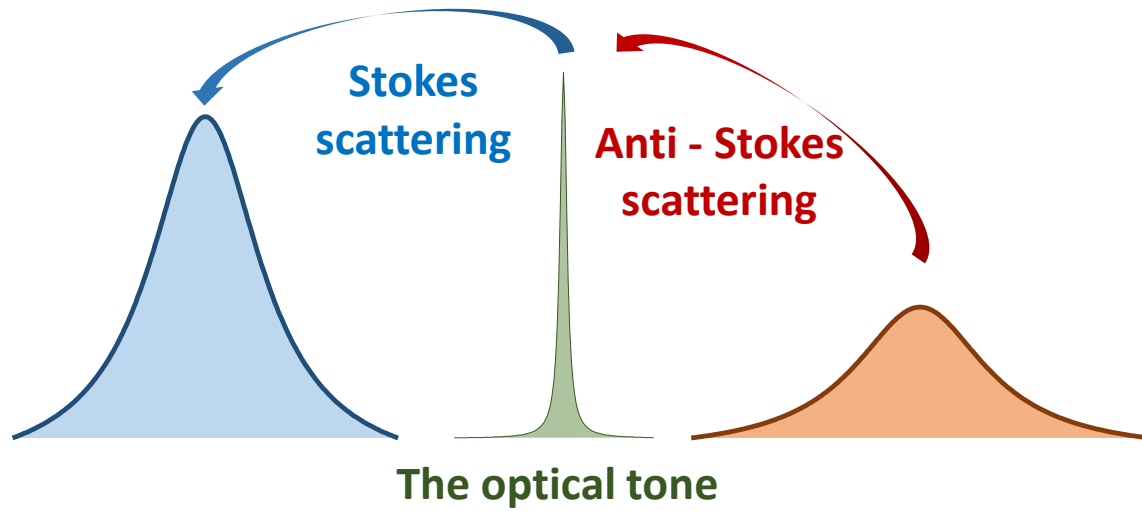 Stokes
scattering
Anti - Stokes
scattering
The optical tone